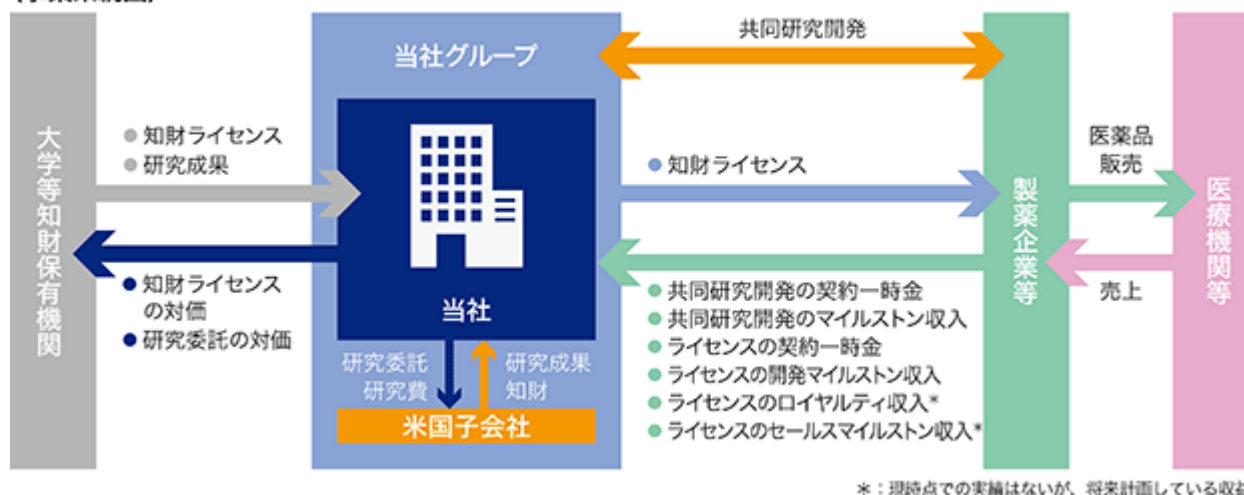 共同研究開発
当社グループ
大学等知財保有機関
● 知財ライセンス
● 研究成果
● 知財ライセンス
医薬品
販売
製薬企業等
医療機関等
● 知財ライセンス
の対価
● 研究委託の対価
当社
● 共同研究開発の契約一時金
● 共同研究開発のマイルストン収入
● ライセンスの契約一時金
● ライセンスの開発マイルストン収入
● ライセンスのロイヤルティ収入*
● ライセンスのセールスマイルストン収入*
売上
研究委託
研究費
研究成果
知財
米国子会社
*:現時点での実績はないが、将来計画している収益